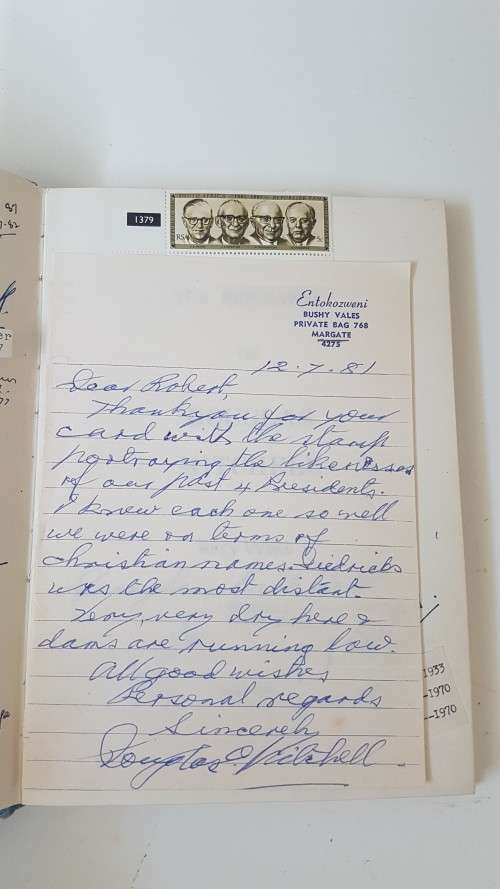 87
1379
RSA
Entokozweni
BUSHY VALES
PRIVATE BAG 768
MARGATE
4275
12.7.81
Dear Robert,
Thankyou for your
card with the stamp
portraying the likenesses
of our past 4 Presidents.
I knew each one so well
we were on terms of
Christian names. Diedricks
was the most distant.
Very, very dry here &
dams are running low.
All good wishes
Personal regards
Sincerely
Douglas E. Mitchell.
1933
-1970
--1970